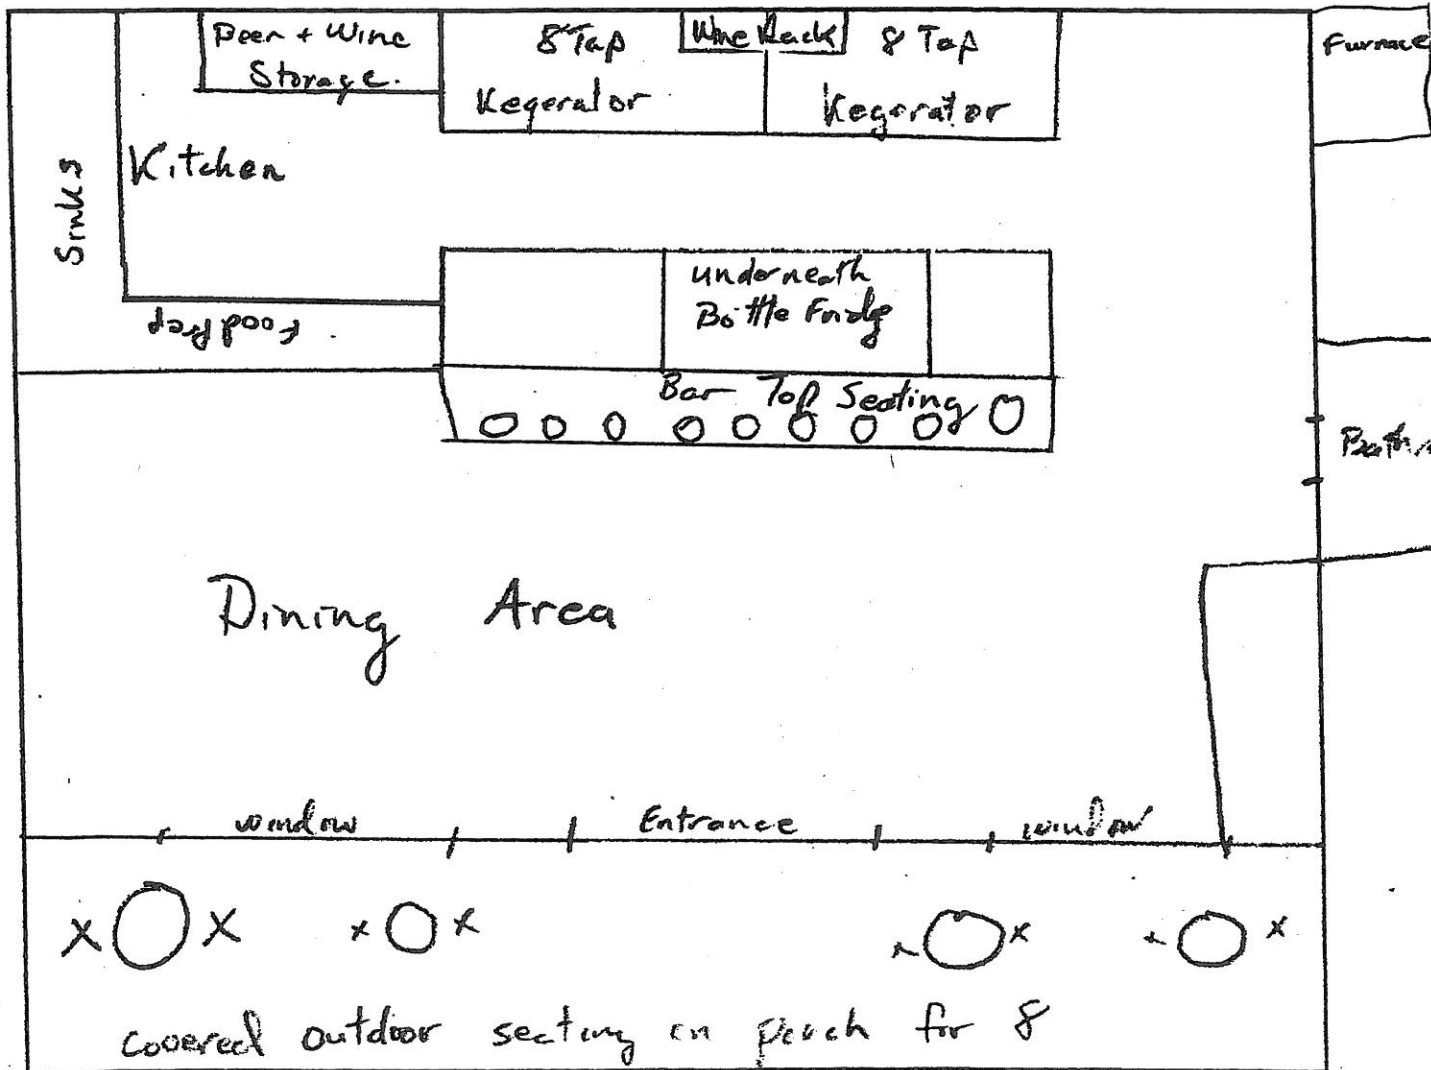 Beer + Wine
Storage.
8 Tap
Kegerator
Wine Rack
8 Tap
Kegerator
Furnace
Kitchen
Sinks
Food Prep
underneath
Bottle Fridge
Bar Top Seating
Bath
Dining Area
window
Entrance
window
X X x x x x x
covered outdoor seating on porch for 8